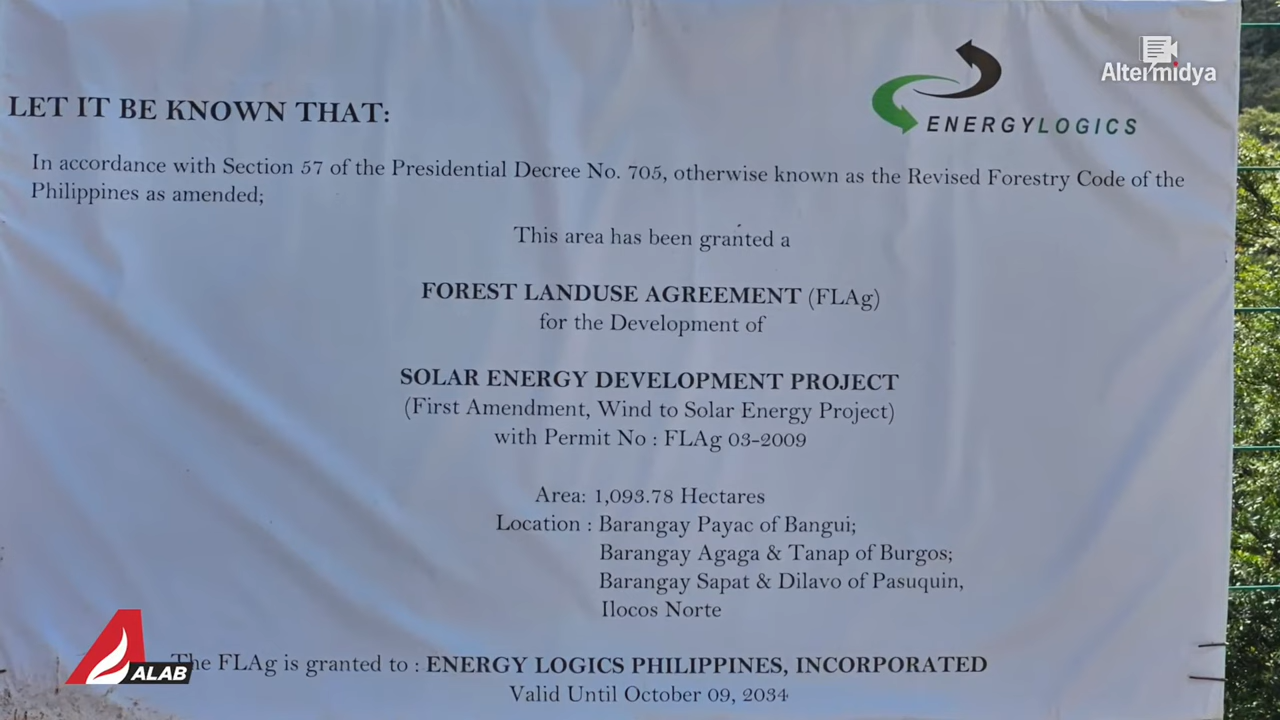 Altermidya
ENERGYLOGICS
LET IT BE KNOWN THAT:
In accordance with Section 57 of the Presidential Decree No. 705, otherwise known as the Revised Forestry Code of the
Philippines as amended;
This area has been granted a
FOREST LANDUSE AGREEMENT (FLAg)
for the Development of
SOLAR ENERGY DEVELOPMENT PROJECT
(First Amendment, Wind to Solar Energy Project)
with Permit No : FLAg 03-2009
Area: 1,093.78 Hectares
Location : Barangay Payac of Bangui;
Barangay Agaga & Tanap of Burgos;
Barangay Sapat & Dilavo of Pasuquin,
Ilocos Norte
The FLAg is granted to : ENERGY LOGICS PHILIPPINES, INCORPORATED
Valid Until October 09, 2034
ALAB